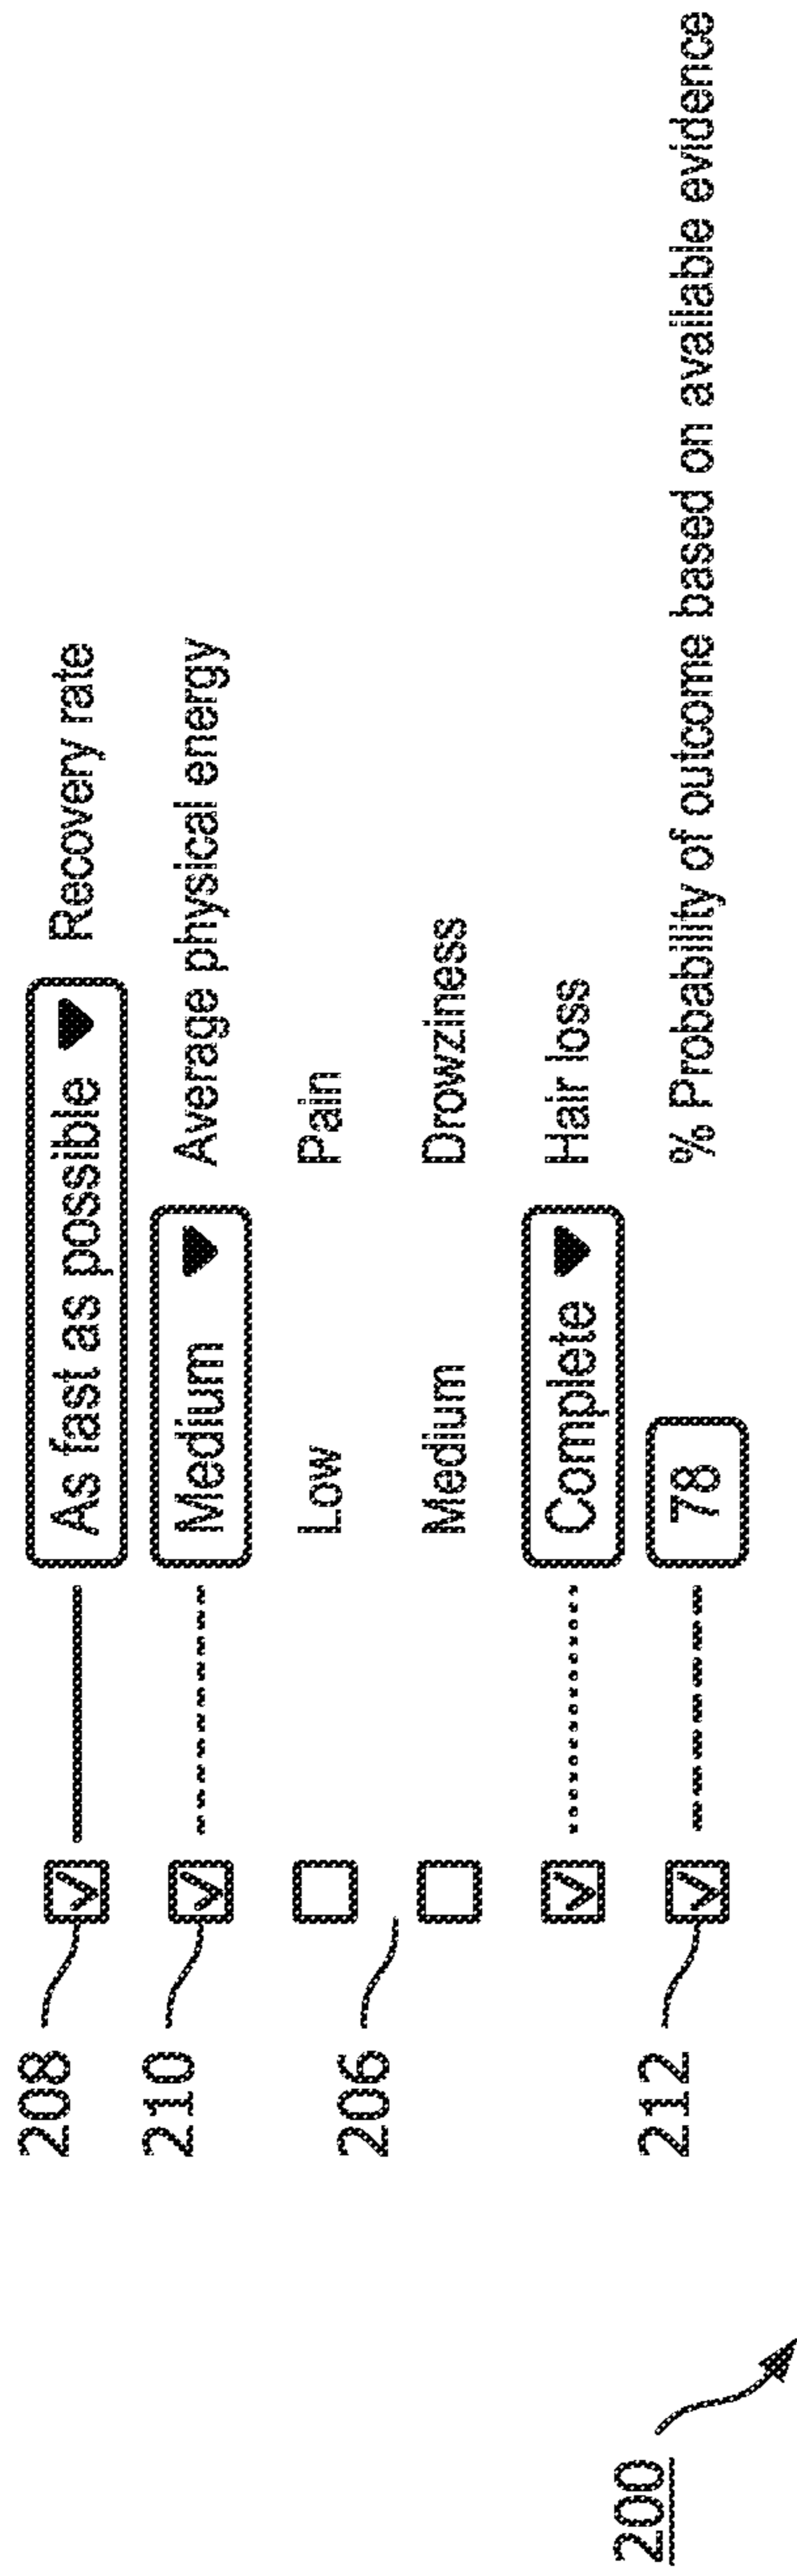 208 As fast as possible Recovery rate
210 Medium Average physical energy
Low Pain
206
Medium Drowziness
Complete Hair loss
212 78 % Probability of outcome based on available evidence
200